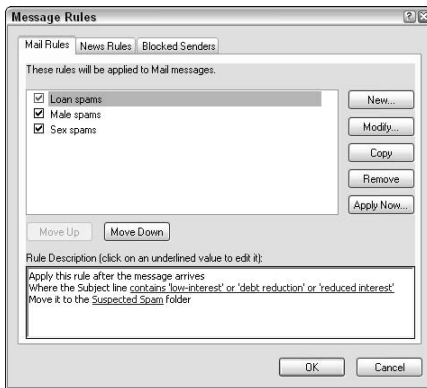 Message Rules
Mail Rules News Rules Blocked Senders
These rules will be applied to Mail messages.
Loan spams
Male spams
Sex spams
New...
Modify...
Copy
Remove
Apply Now...
Move Up Move Down
Rule Description (click on an underlined value to edit it):
Apply this rule after the message arrives
Where the Subject line contains 'low-interest' or 'debt reduction' or 'reduced interest'
Move it to the Suspected Spam folder
OK Cancel